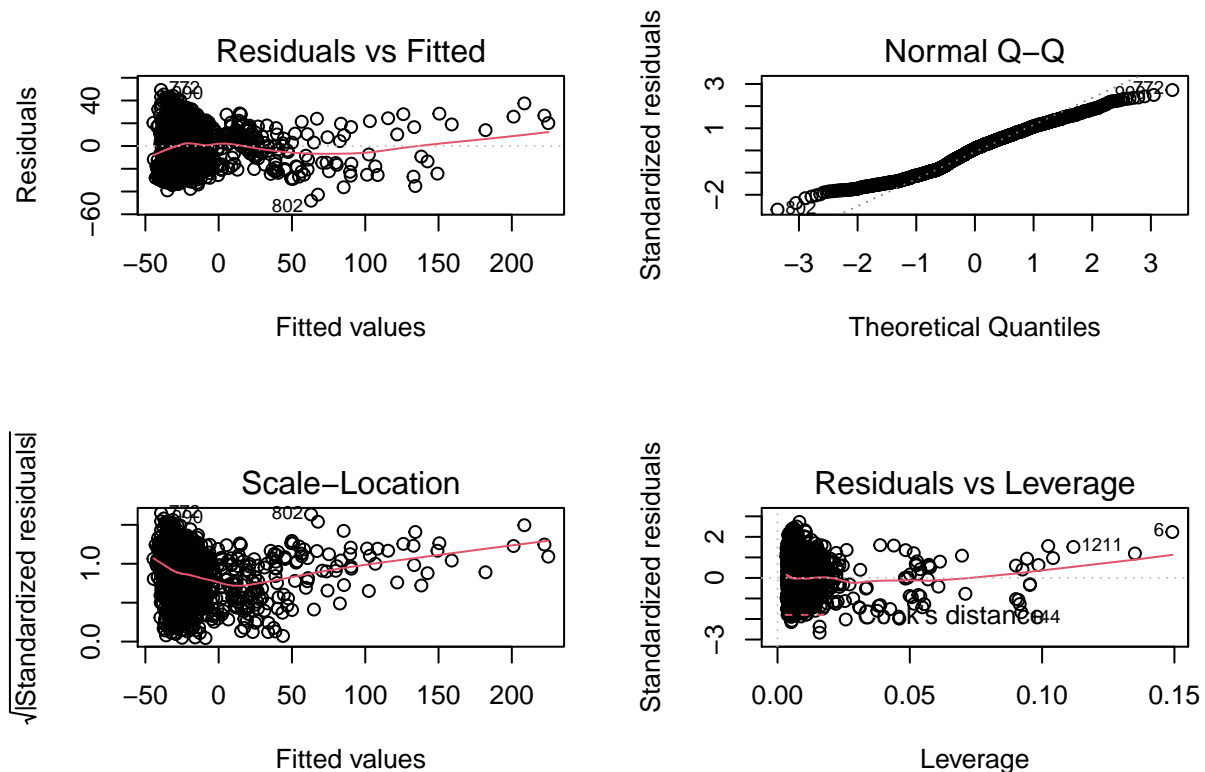 Residuals vs Fitted
Residuals
40
0
−60
772
802
−50 0 50 100 150 200
Fitted values
Normal Q−Q
Standardized residuals
3
1
−2
772
−3 −2 −1 0 1 2 3
Theoretical Quantiles
Scale−Location
√|Standardized residuals|
1.0
0.0
772
802
−50 0 50 100 150 200
Fitted values
Residuals vs Leverage
Standardized residuals
2
0
−3
6
1211
Cook's distance
0.00 0.05 0.10 0.15
Leverage